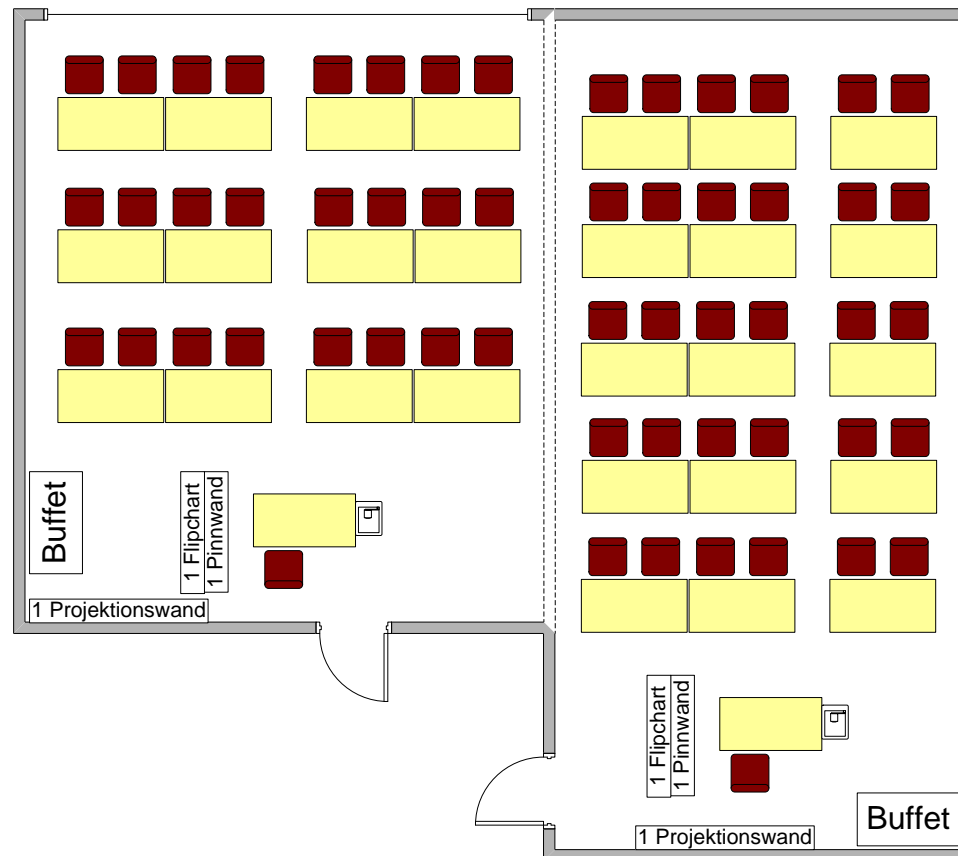 Buffet
1 Flipchart
1 Pinnwand
1 Projektionswand
1 Flipchart
1 Pinnwand
Buffet
1 Projektionswand